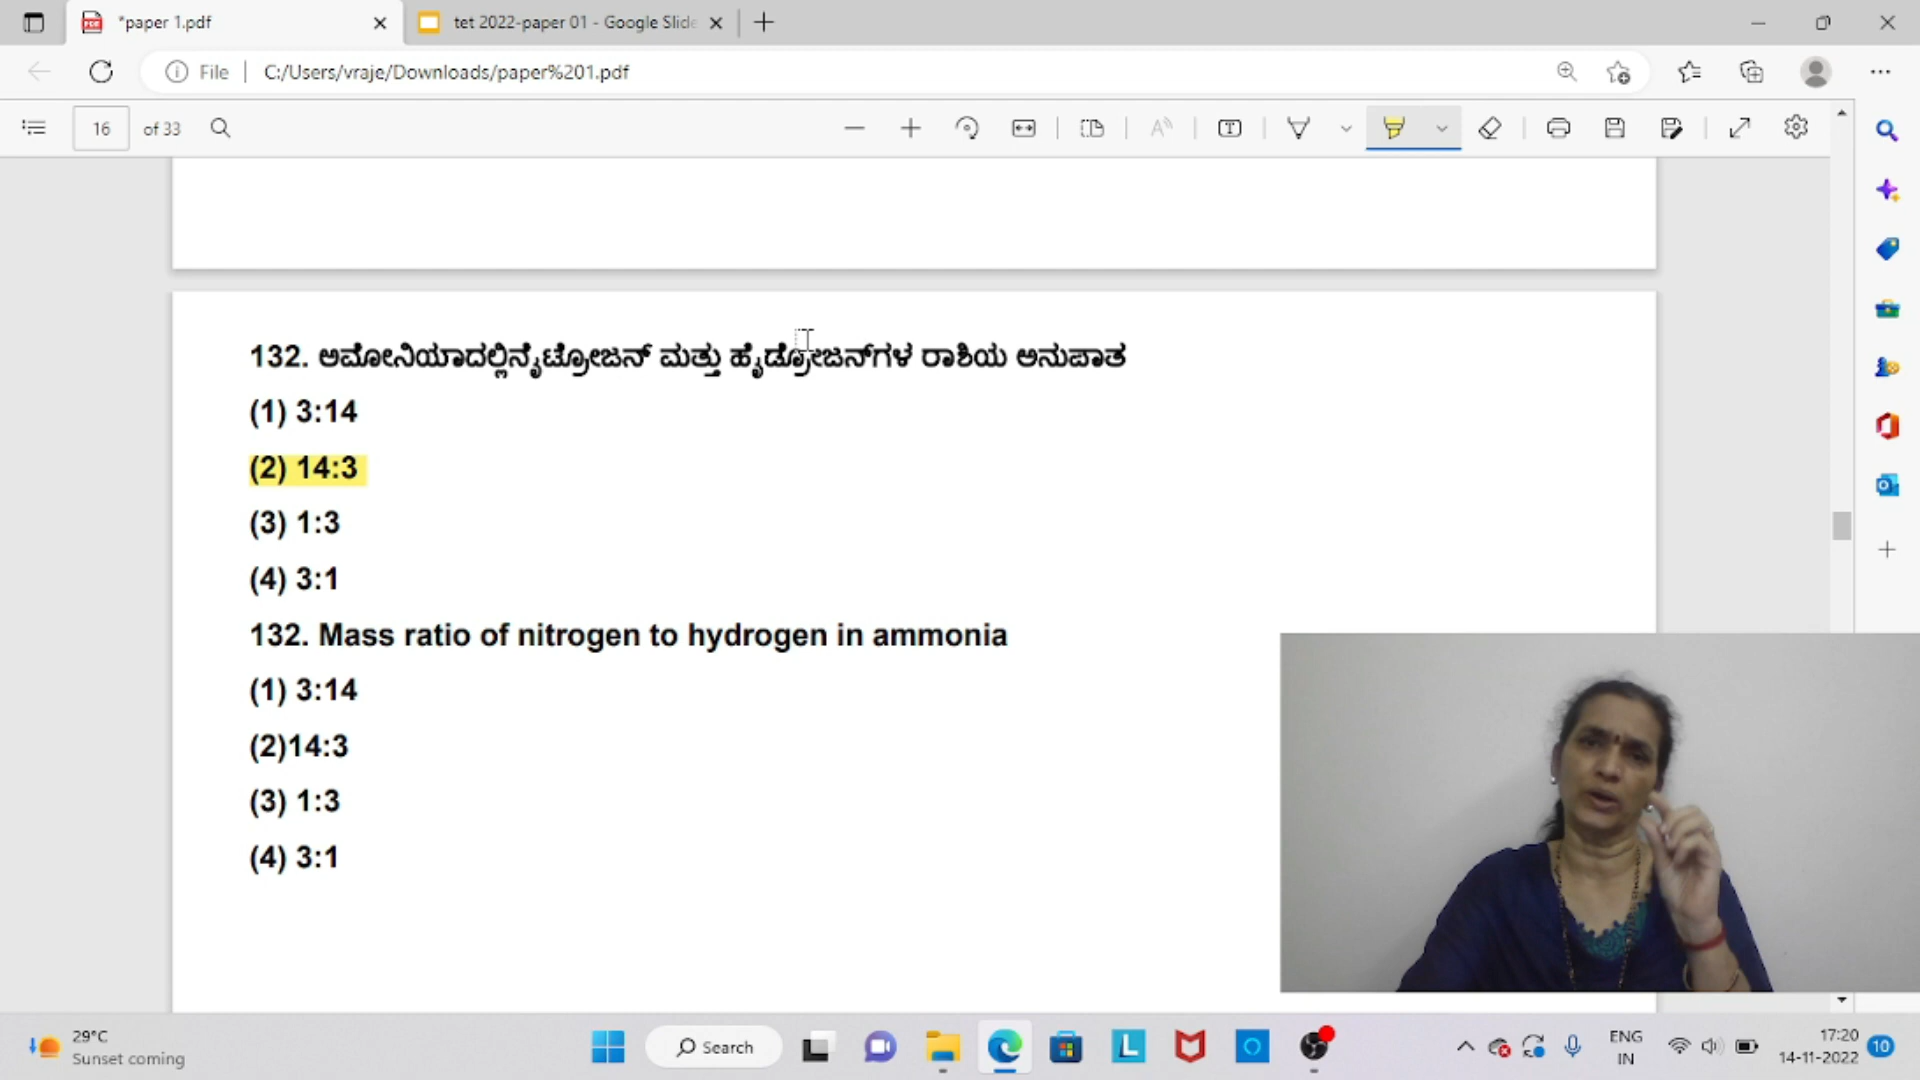 *paper 1.pdf
tet 2022-paper 01 - Google Slide
File
C:/Users/vraje/Downloads/paper%201.pdf
16 of 33
132. ಅಮೋನಿಯಾದಲ್ಲಿನೈಟ್ರೋಜನ್ ಮತ್ತು ಹೈಡ್ರೋಜನ್‌ಗಳ ರಾಶಿಯ ಅನುಪಾತ
(1) 3:14
(2) 14:3
(3) 1:3
(4) 3:1
132. Mass ratio of nitrogen to hydrogen in ammonia
(1) 3:14
(2)14:3
(3) 1:3
(4) 3:1
29°C
Sunset coming
Search
ENG
IN
17:20
14-11-2022
10